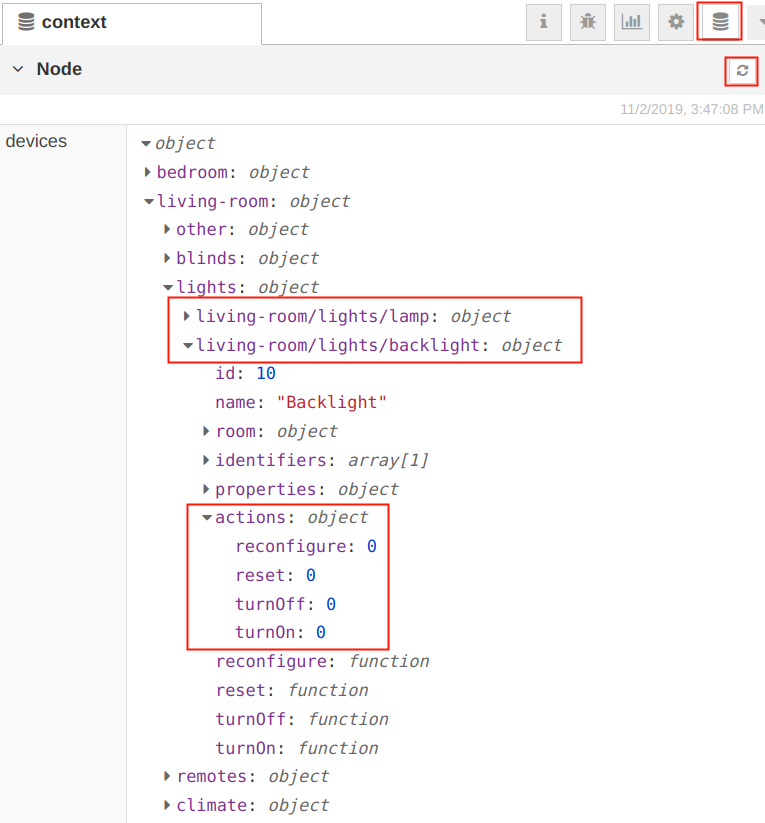 context
Node
11/2/2019, 3:47:08 PM
devices
object
bedroom: object
living-room: object
other: object
blinds: object
lights: object
living-room/lights/lamp: object
living-room/lights/backlight: object
id: 10
name: "Backlight"
room: object
identifiers: array[1]
properties: object
actions: object
reconfigure: 0
reset: 0
turnOff: 0
turnOn: 0
reconfigure: function
reset: function
turnOff: function
turnOn: function
remotes: object
climate: object